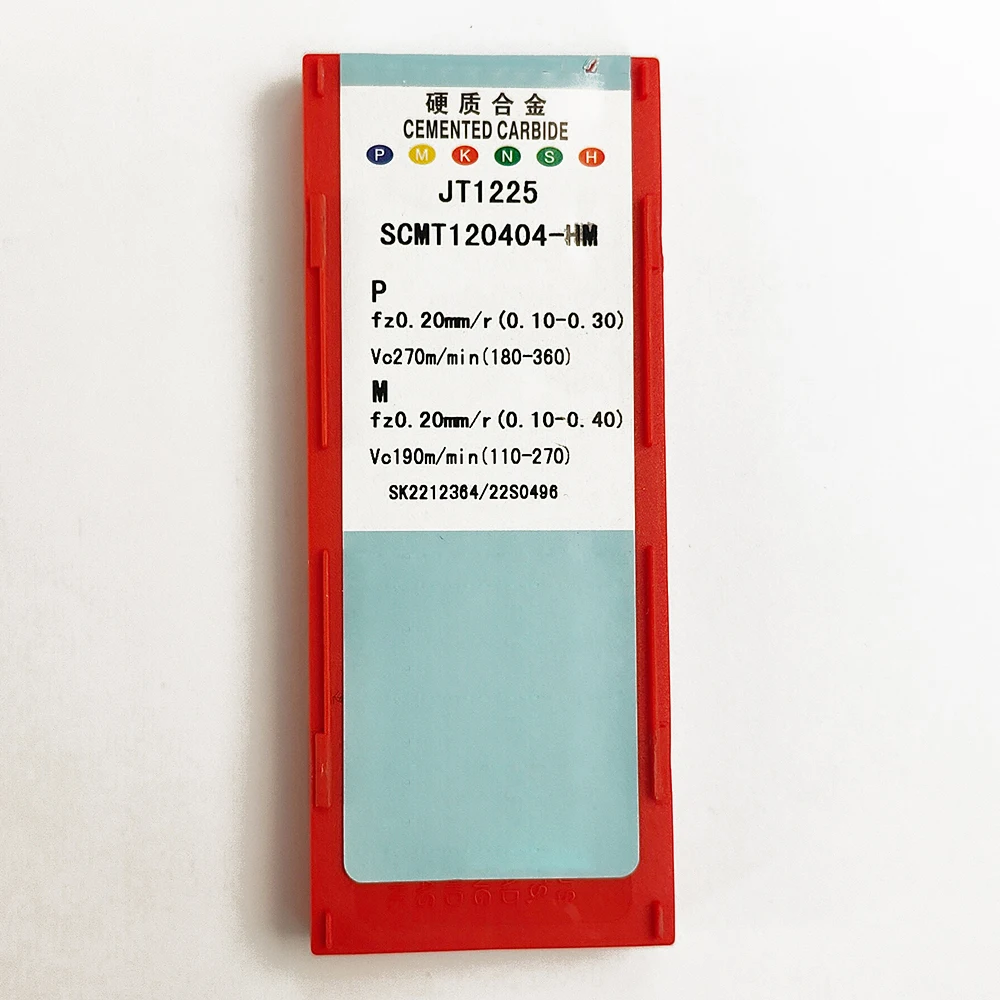 硬质合金
CEMENTED CARBIDE
P M K N S H
JT1225
SCMT120404-HM
P
fz0.20mm/r(0.10-0.30)
Vc270m/min(180-360)
M
fz0.20mm/r(0.10-0.40)
Vc190m/min(110-270)
SK2212364/22S0496